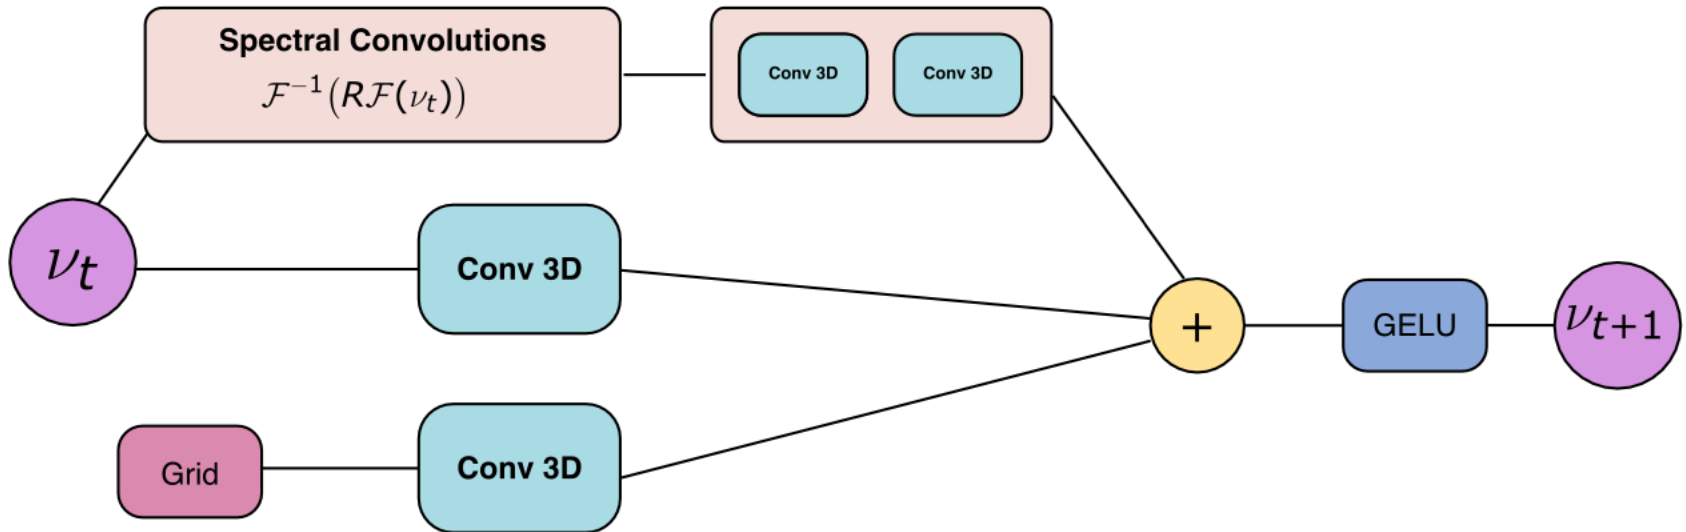 Spectral Convolutions
𝓕⁻¹(R𝓕(νₜ))
Conv 3D
Conv 3D
νₜ
Conv 3D
+
GELU
νₜ₊₁
Grid
Conv 3D